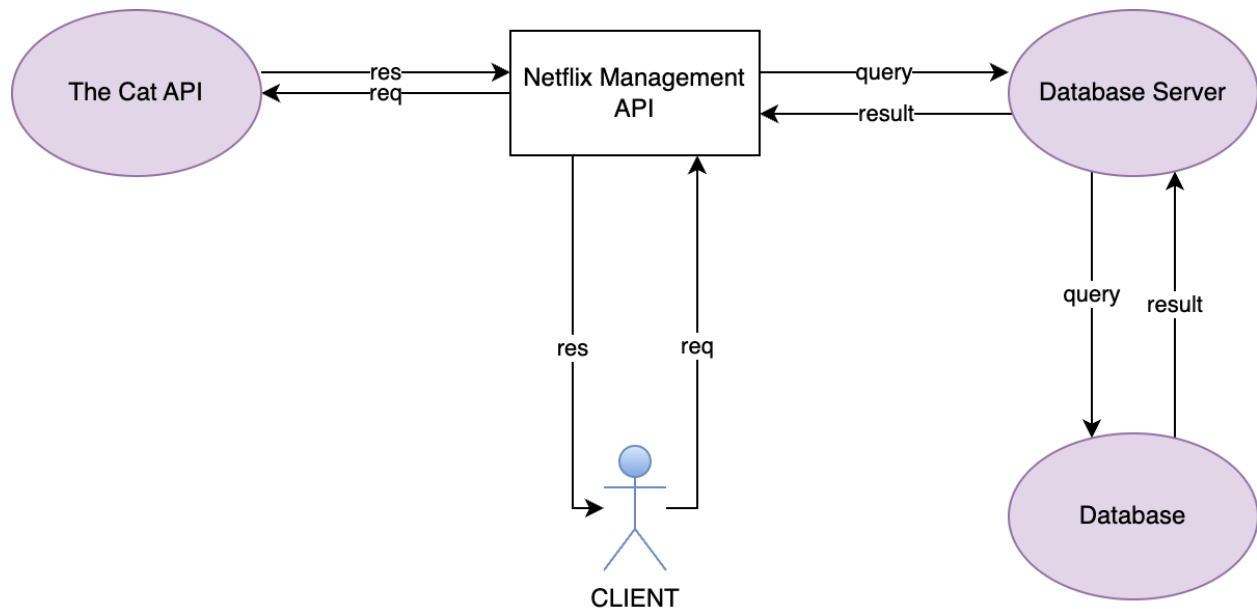 The Cat API
res
req
Netflix Management
API
query
result
Database Server
query
result
res
req
Database
CLIENT